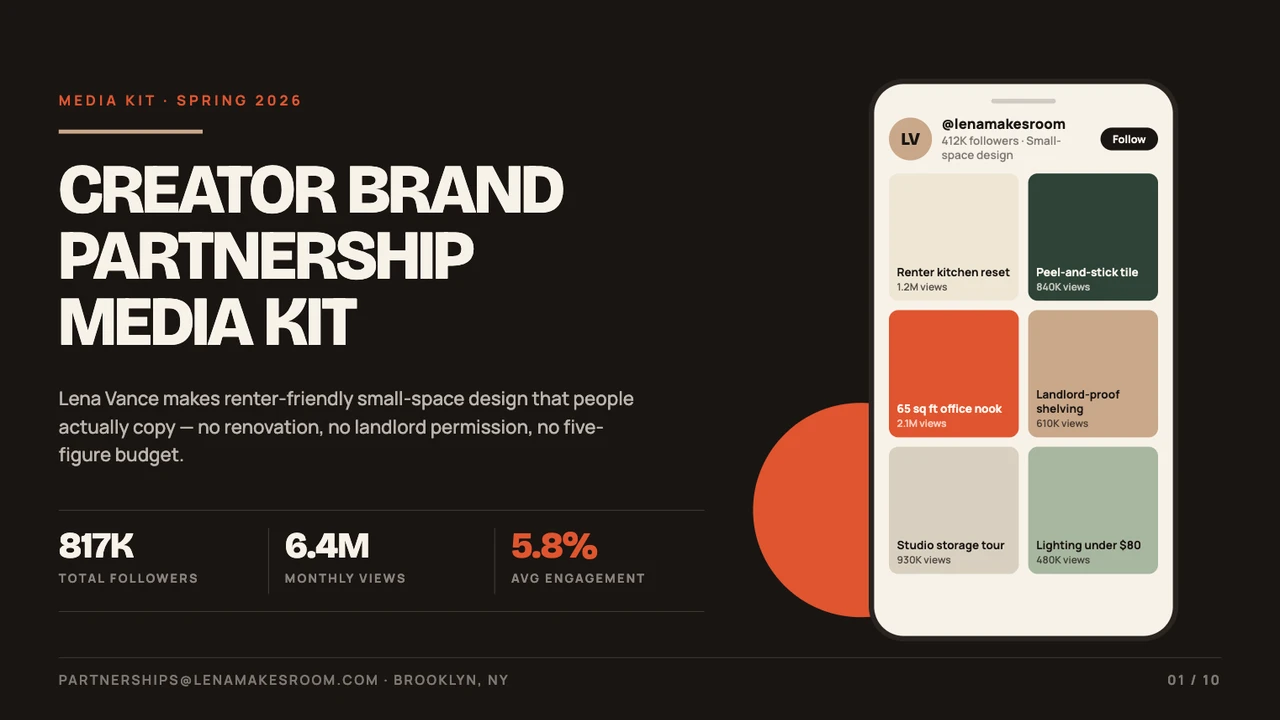 MEDIA KIT · SPRING 2026
CREATOR BRAND
PARTNERSHIP
MEDIA KIT
Lena Vance makes renter-friendly small-space design that people
actually copy — no renovation, no landlord permission, no five-
figure budget.
817K
TOTAL FOLLOWERS
6.4M
MONTHLY VIEWS
5.8%
AVG ENGAGEMENT
LV
@lenamakesroom
412K followers · Small-
space design
Follow
Renter kitchen reset
1.2M views
Peel-and-stick tile
840K views
65 sq ft office nook
2.1M views
Landlord-proof
shelving
610K views
Studio storage tour
930K views
Lighting under $80
480K views
PARTNERSHIPS@LENAMAKESROOM.COM · BROOKLYN, NY
01 / 10